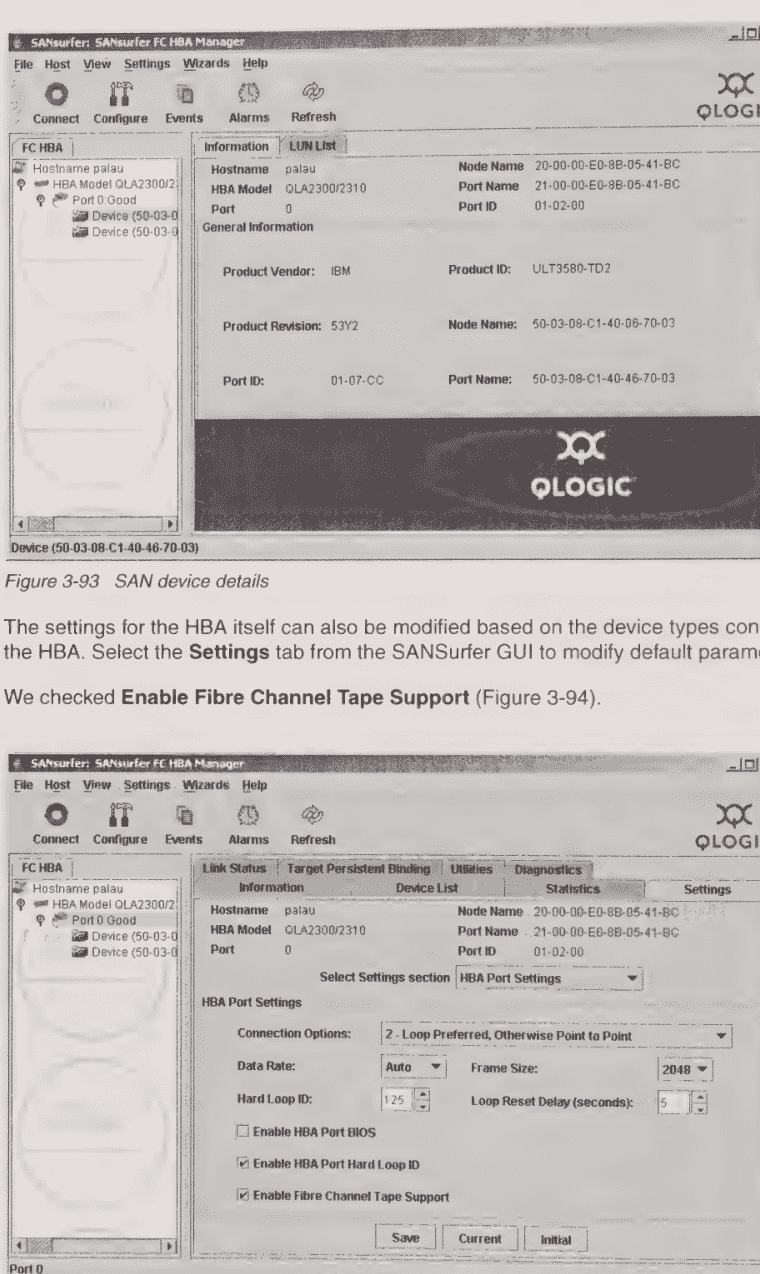 SANsurfer: SANsurfer FC HBA Manager
File Host View Settings Wizards Help
Connect Configure Events Alarms Refresh
QLOGI
FC HBA
Information LUN List
Hostname palau
HBA Model QLA2300/2
Port 0:Good
Device (50-03-0
Device (50-03-0
Hostname palau Node Name 20-00-00-E0-8B-05-41-BC
HBA Model QLA2300/2310 Port Name 21-00-00-E0-8B-05-41-BC
Port 0 Port ID 01-02-00
General Information
Product Vendor: IBM Product ID: ULT3580-TD2
Product Revision: 53Y2 Node Name: 50-03-08-C1-40-06-70-03
Port ID: 01-07-CC Port Name: 50-03-08-C1-40-46-70-03
QLOGIC
Device (50-03-08-C1-40-46-70-03)
Figure 3-93 SAN device details
The settings for the HBA itself can also be modified based on the device types con
the HBA. Select the Settings tab from the SANSurfer GUI to modify default param
We checked Enable Fibre Channel Tape Support (Figure 3-94).
SANsurfer: SANsurfer FC HBA Manager
File Host View Settings Wizards Help
Connect Configure Events Alarms Refresh
QLOGI
FC HBA
Link Status Target Persistent Binding Utilities Diagnostics
Information Device List Statistics Settings
Hostname palau
HBA Model QLA2300/2
Port 0 Good
Device (50-03-0
Device (50-03-0
Hostname palau Node Name 20-00-00-E0-8B-05-41-BC
HBA Model QLA2300/2310 Port Name 21-00-00-E0-8B-05-41-BC
Port 0 Port ID 01-02-00
Select Settings section HBA Port Settings
HBA Port Settings
Connection Options: 2 - Loop Preferred, Otherwise Point to Point
Data Rate: Auto Frame Size: 2048
Hard Loop ID: 125 Loop Reset Delay (seconds): 5
Enable HBA Port BIOS
Enable HBA Port Hard Loop ID
Enable Fibre Channel Tape Support
Save Current Initial
Port 0